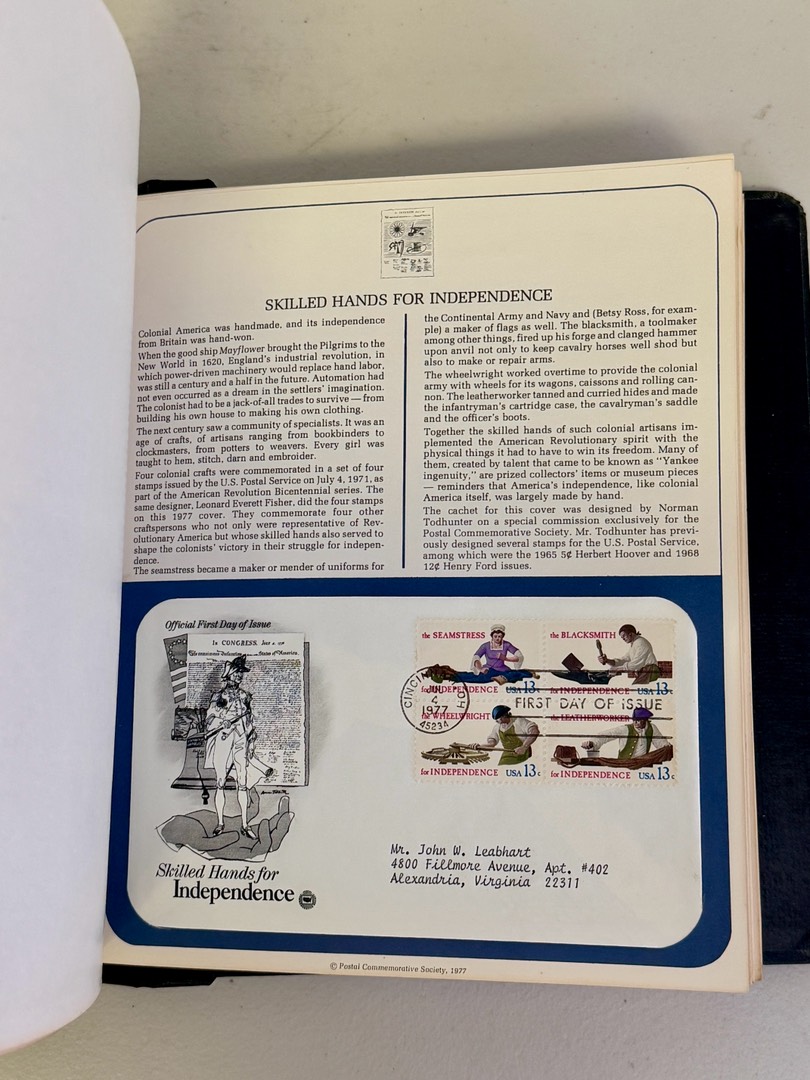 SKILLED HANDS FOR INDEPENDENCE
Colonial America was handmade, and its independence
from Britain was hand-won.
When the good ship Mayflower brought the Pilgrims to the
New World in 1620, England's industrial revolution, in
which power-driven machinery would replace hand labor,
was still a century and a half in the future. Automation had
not even occurred as a dream in the settlers' imagination.
The colonist had to be a jack-of-all trades to survive — from
building his own house to making his own clothing.
The next century saw a community of specialists. It was an
age of crafts, of artisans ranging from bookbinders to
clockmasters, from potters to weavers. Every girl was
taught to hem, stitch, darn and embroider.
Four colonial crafts were commemorated in a set of four
stamps issued by the U.S. Postal Service on July 4, 1971, as
part of the American Revolution Bicentennial series. The
same designer, Leonard Everett Fisher, did the four stamps
on this 1977 cover. They commemorate four other
craftspersons who not only were representative of Rev-
olutionary America but whose skilled hands also served to
shape the colonists' victory in their struggle for indepen-
dence.
The seamstress became a maker or mender of uniforms for
the Continental Army and Navy and (Betsy Ross, for exam-
ple) a maker of flags as well. The blacksmith, a toolmaker
among other things, fired up his forge and clanged hammer
upon anvil not only to keep cavalry horses well shod but
also to make or repair arms.
The wheelwright worked overtime to provide the colonial
army with wheels for its wagons, caissons and rolling can-
non. The leatherworker tanned and curried hides and made
the infantryman's cartridge case, the cavalryman's saddle
and the officer's boots.
Together the skilled hands of such colonial artisans im-
plemented the American Revolutionary spirit with the
physical things it had to have to win its freedom. Many of
them, created by talent that came to be known as "Yankee
ingenuity," are prized collectors' items or museum pieces
— reminders that America's independence, like colonial
America itself, was largely made by hand.
The cachet for this cover was designed by Norman
Todhunter on a special commission exclusively for the
Postal Commemorative Society. Mr. Todhunter has previ-
ously designed several stamps for the U.S. Postal Service,
among which were the 1965 5¢ Herbert Hoover and 1968
12¢ Henry Ford issues.
Official First Day of Issue
In CONGRESS, July 4, 1776
States of America.
Skilled Hands for
Independence
the SEAMSTRESS
for INDEPENDENCE USA 13c
the BLACKSMITH
for INDEPENDENCE USA 13c
the WHEELWRIGHT
for INDEPENDENCE USA 13c
the LEATHERWORKER
for INDEPENDENCE USA 13c
4
1977
45234
FIRST DAY OF ISSUE
Mr. John W. Leabhart
4800 Fillmore Avenue, Apt. #402
Alexandria, Virginia 22311
© Postal Commemorative Society, 1977